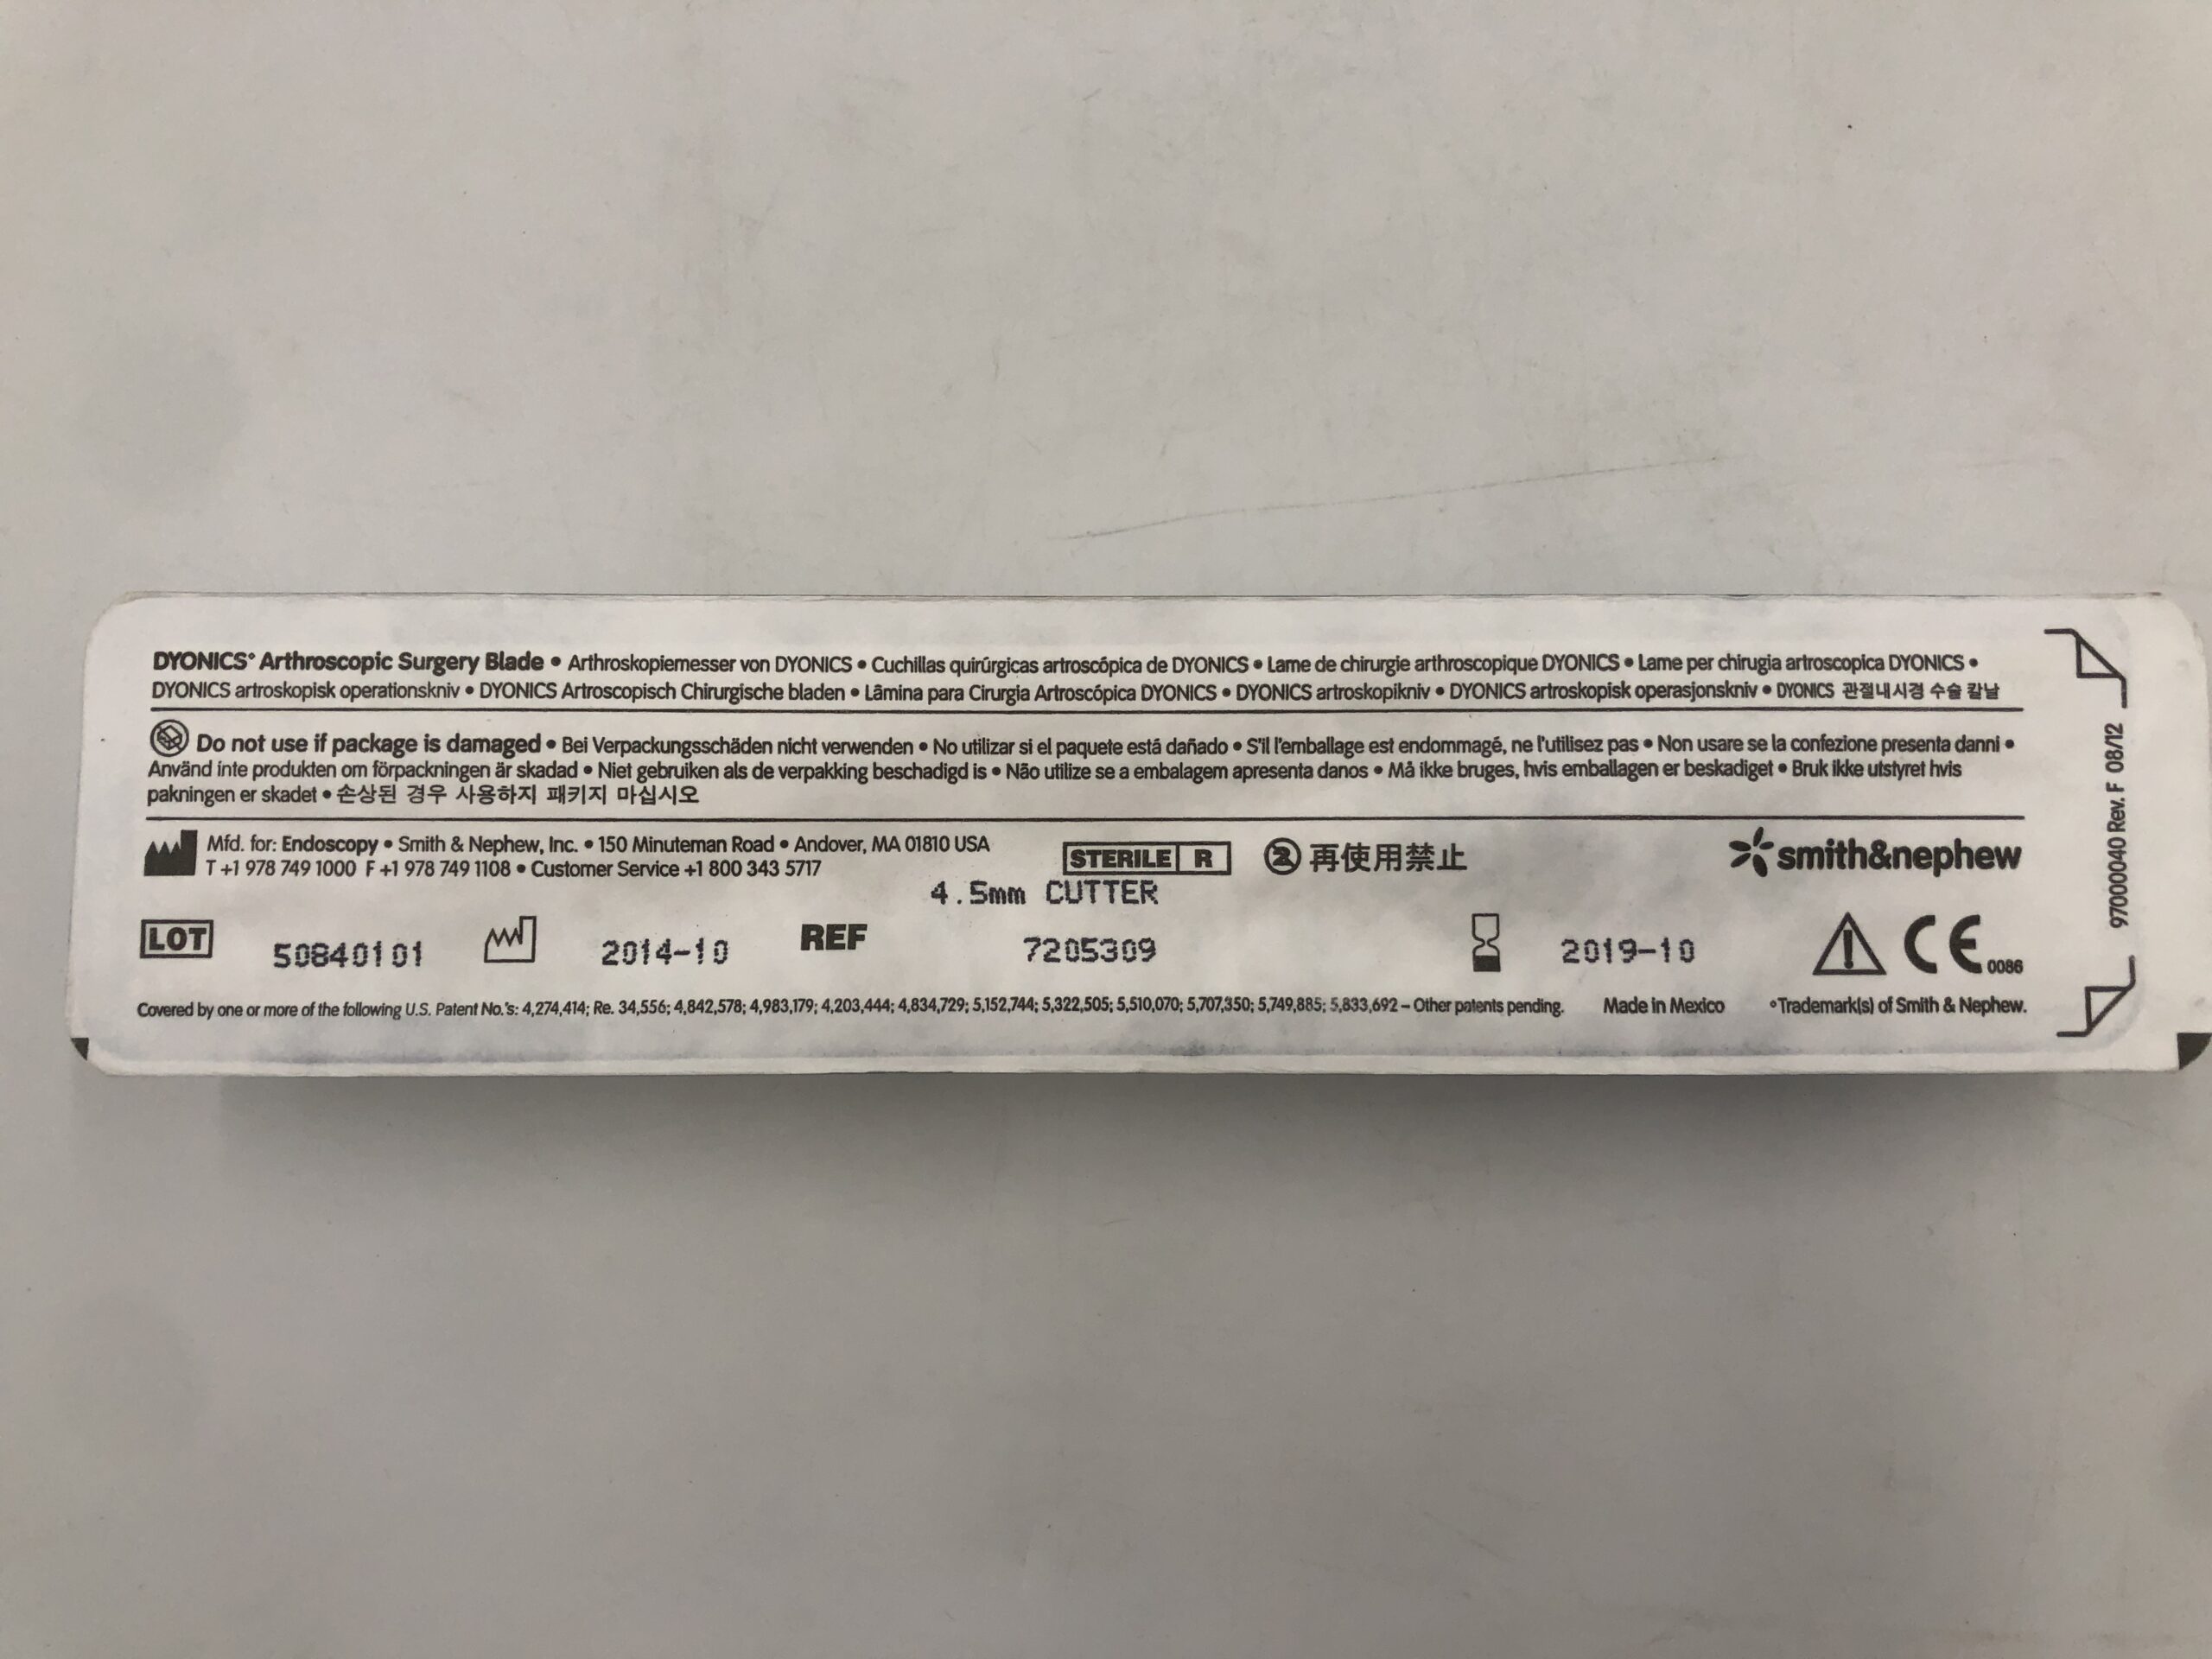 DYONICS° Arthroscopic Surgery Blade • Arthroskopiemesser von DYONICS • Cuchillas quirúrgicas artroscópica de DYONICS • Lame de chirurgie arthroscopique DYONICS • Lame per chirugia artroscopica DYONICS •
DYONICS artroskopisk operationskniv • DYONICS Artroscopisch Chirurgische bladen • Lâmina para Cirurgia Artroscópica DYONICS • DYONICS artroskopikniv • DYONICS artroskopisk operasjonskniv • DYONICS 관절내시경 수술 칼날
Do not use if package is damaged • Bei Verpackungsschäden nicht verwenden • No utilizar si el paquete está dañado • S'il l'emballage est endommagé, ne l'utilisez pas • Non usare se la confezione presenta danni •
Använd inte produkten om förpackningen är skadad • Niet gebruiken als de verpakking beschadigd is • Não utilize se a embalagem apresenta danos • Må ikke bruges, hvis emballagen er beskadiget • Bruk ikke utstyret hvis
pakningen er skadet • 손상된 경우 사용하지 패키지 마십시오
Mfd. for: Endoscopy • Smith & Nephew, Inc. • 150 Minuteman Road • Andover, MA 01810 USA
T +1 978 749 1000 F +1 978 749 1108 • Customer Service +1 800 343 5717
STERILE R
2 再使用禁止
smith&nephew
4.5mm CUTTER
LOT 50840101 2014-10 REF 7205309 2019-10 CE 0086
Covered by one or more of the following U.S. Patent No.'s: 4,274,414; Re. 34,556; 4,842,578; 4,983,179; 4,203,444; 4,834,729; 5,152,744; 5,322,505; 5,510,070; 5,707,350; 5,749,885; 5,833,692 – Other patents pending. Made in Mexico °Trademark(s) of Smith & Nephew.
97000040 Rev. F 08/12